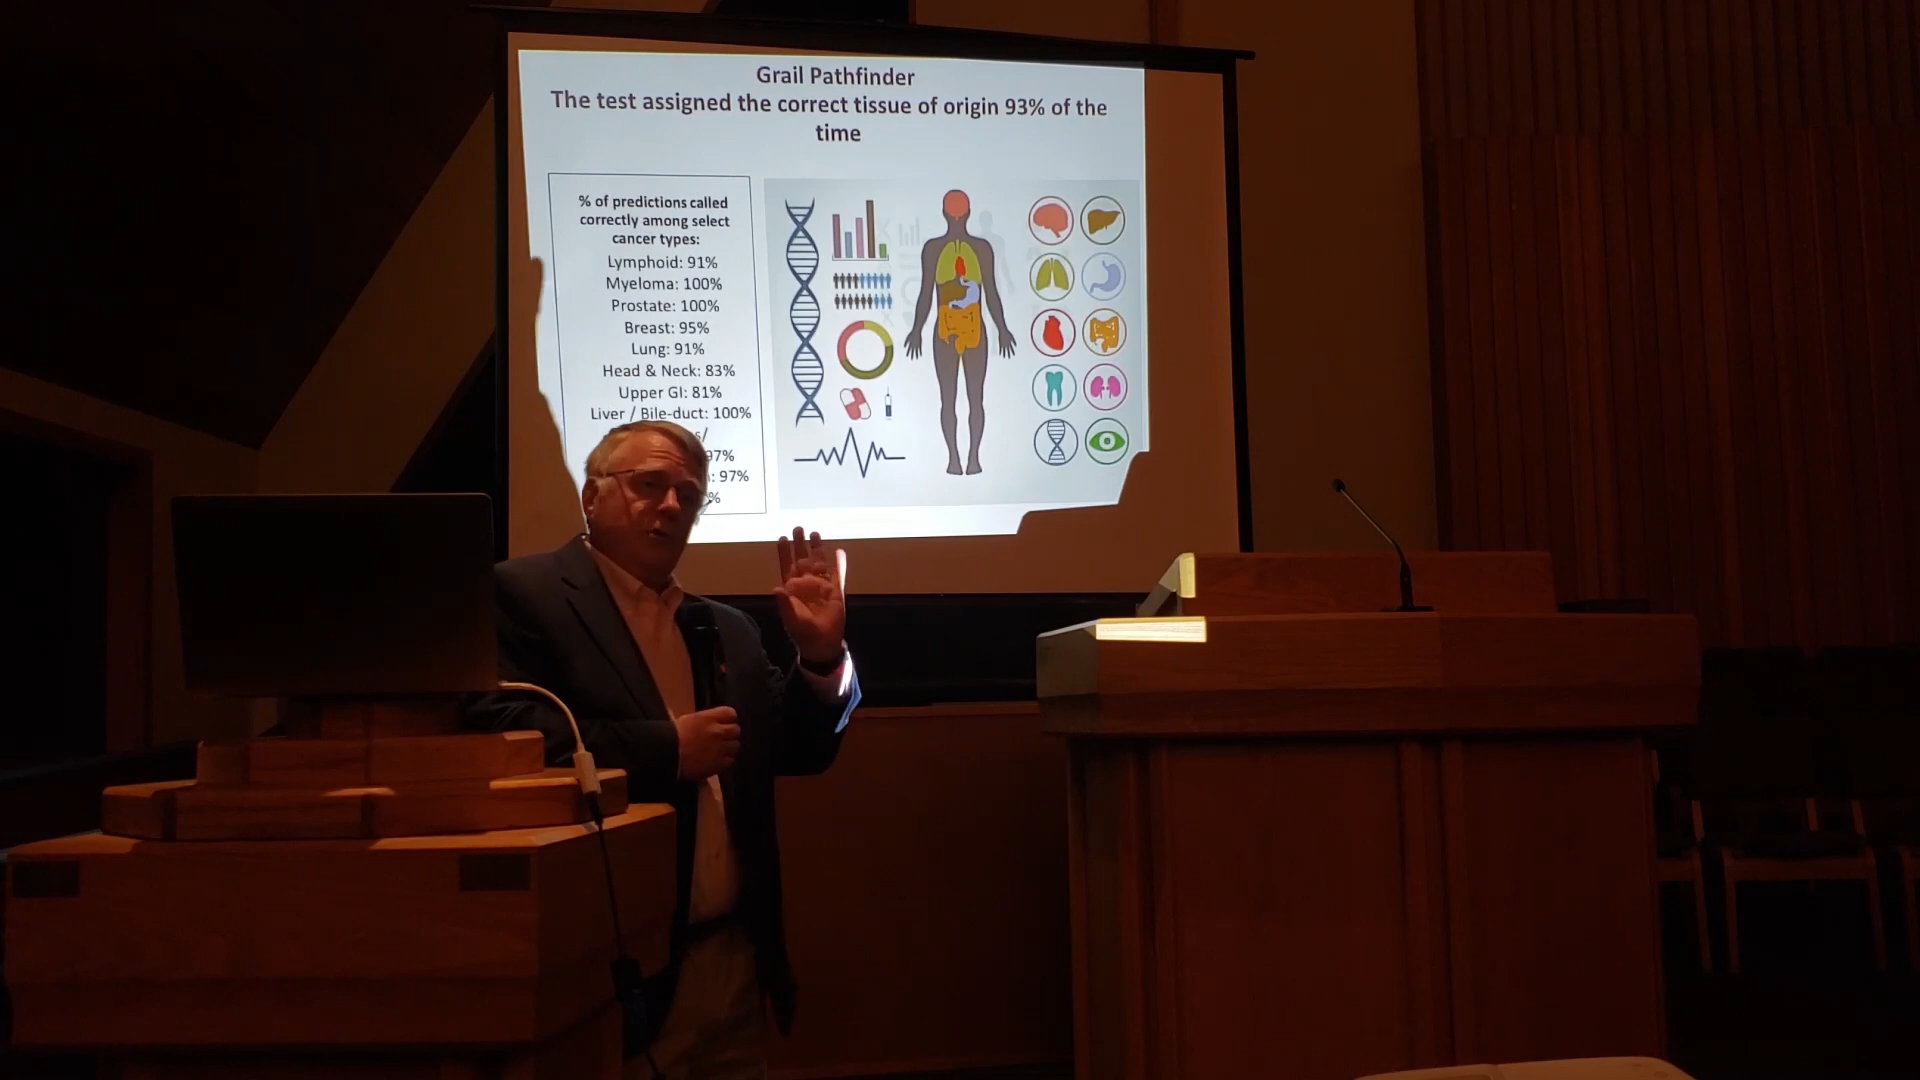 Grail Pathfinder
The test assigned the correct tissue of origin 93% of the
time
% of predictions called
correctly among select
cancer types:
Lymphoid: 91%
Myeloma: 100%
Prostate: 100%
Breast: 95%
Lung: 91%
Head & Neck: 83%
Upper GI: 81%
Liver / Bile-duct: 100%
/
97%
: 97%
%